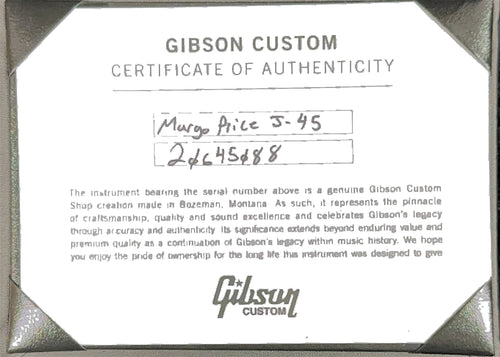 GIBSON CUSTOM
CERTIFICATE OF AUTHENTICITY
Margo Price J-45
20645088
The instrument bearing the serial number above is a genuine Gibson Custom
Shop creation made in Bozeman, Montana. As such, it represents the pinnacle
of craftsmanship, quality and sound excellence and celebrates Gibson's legacy
through accuracy and authenticity. Its significance extends beyond enduring value and
premium quality as a continuation of Gibson's legacy within music history. We hope
you enjoy the pride of ownership for the long life this instrument was designed to give
Gibson
CUSTOM